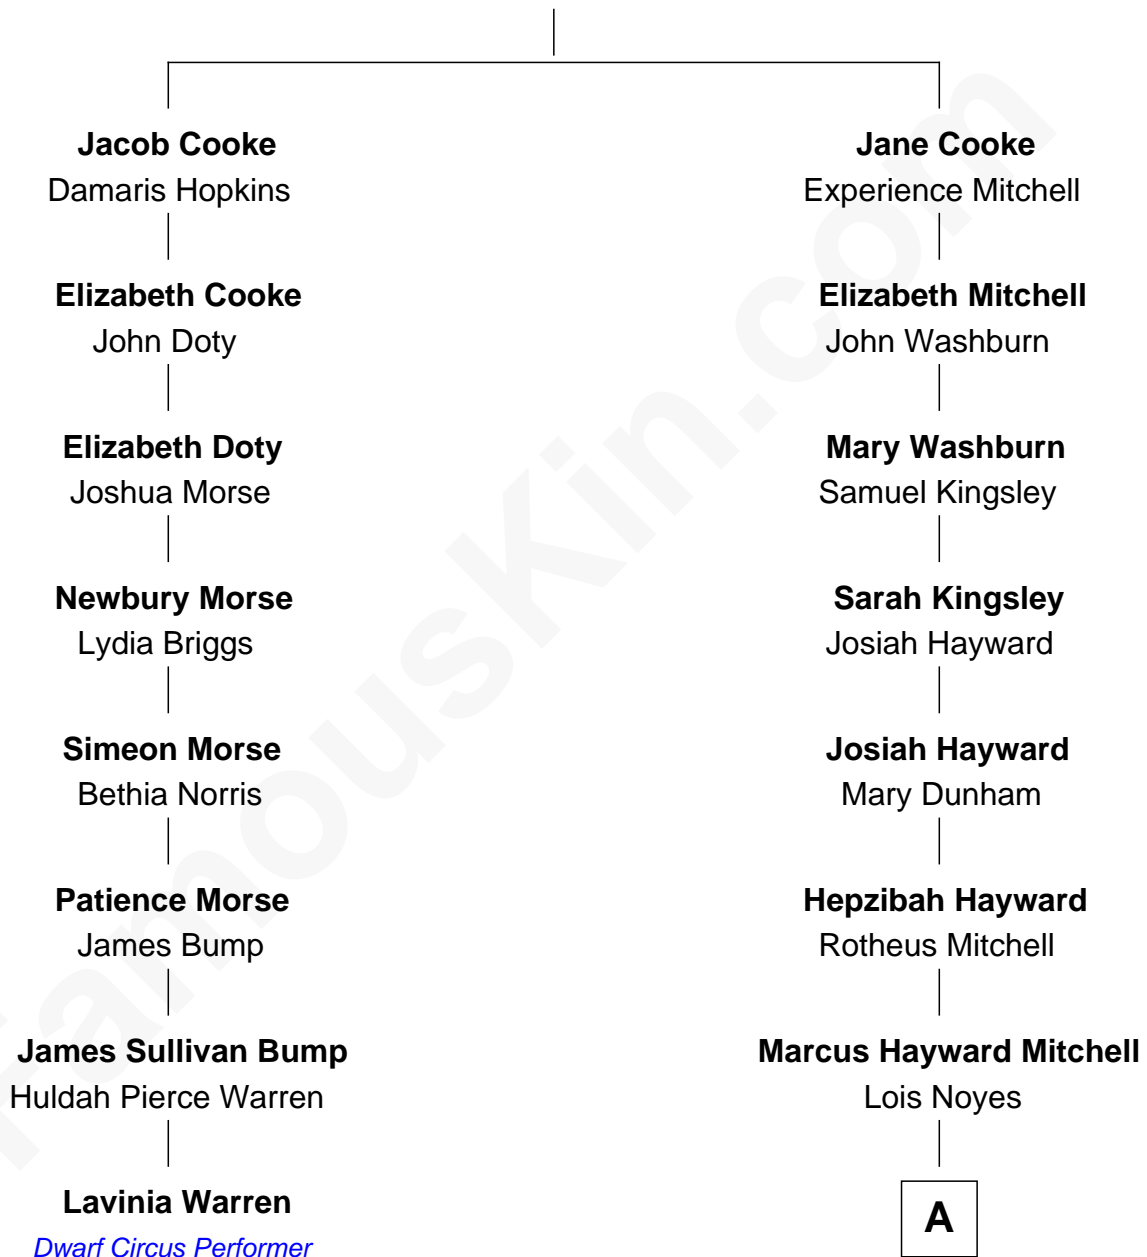 Jacob Cooke
Damaris Hopkins
Elizabeth Cooke
John Doty
Elizabeth Doty
Joshua Morse
Newbury Morse
Lydia Briggs
Simeon Morse
Bethia Norris
Patience Morse
James Bump
James Sullivan Bump
Huldah Pierce Warren
Lavinia Warren
Dwarf Circus Performer
Jane Cooke
Experience Mitchell
Elizabeth Mitchell
John Washburn
Mary Washburn
Samuel Kingsley
Sarah Kingsley
Josiah Hayward
Josiah Hayward
Mary Dunham
Hepzibah Hayward
Rotheus Mitchell
Marcus Hayward Mitchell
Lois Noyes
A
FamousKin.com